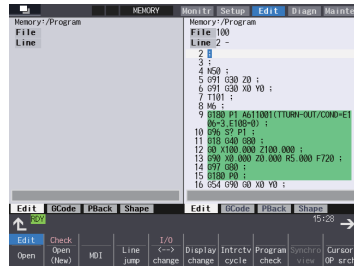 MEMORY Monitr Setup Edit Diagn Mainte
Memory:/Program
File
Line
Memory:/Program
File 100
Line 2 -
2 ;
3 ;
4 N50 ;
5 G91 G30 Z0 ;
6 G91 G30 X0 Y0 ;
7 T101 ;
8 M6 ;
9 G180 P1 A611001(TTURN-OUT/COND=E1
06=3,E108=0) ;
10 G96 S? P1 ;
11 G18 G40 G80 ;
12 G0 X100.000 Z100.000 ;
13 G90 X0.000 Z0.000 R5.000 F720 ;
14 G97 G80 ;
15 G180 P0 ;
16 G54 G90 G0 X0 Y0 ;
Edit GCode PBack Shape
Edit GCode PBack Shape
RDY 15:28
Edit Check I/O
Open Open (New) MDI Line jump <--> change Display change Intrctv cycle Program check Synchro view Cursor OP srch